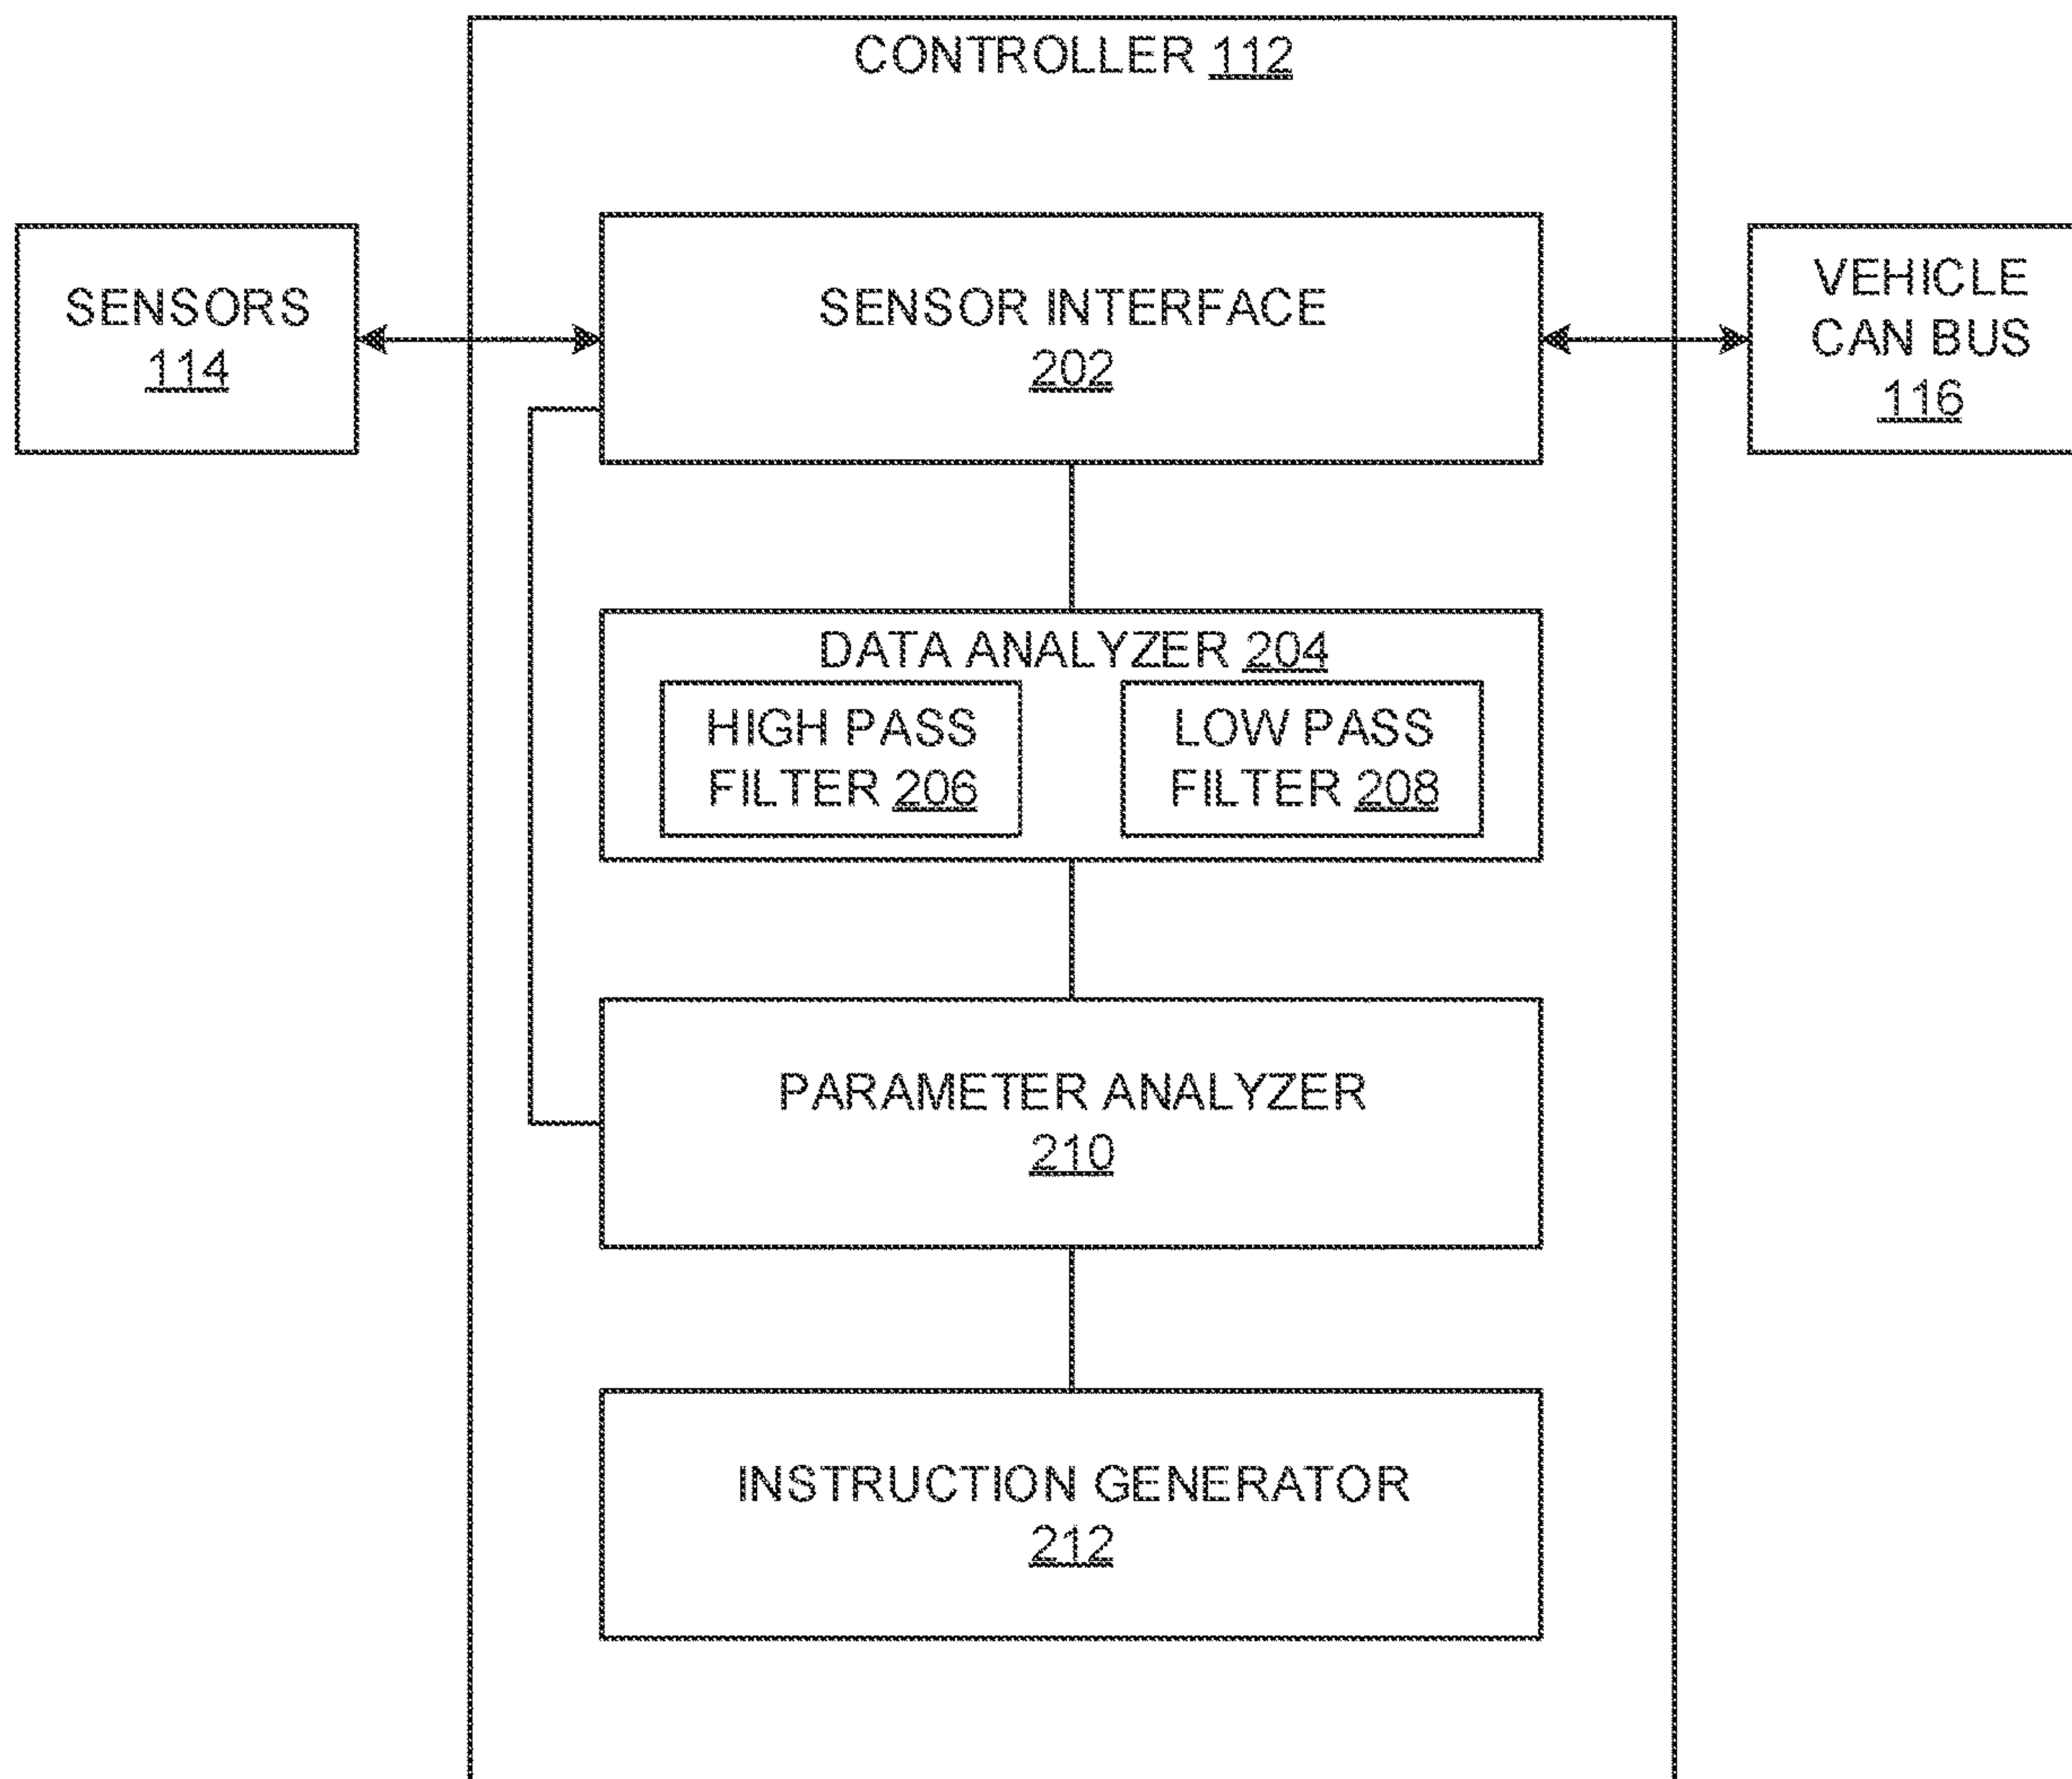 CONTROLLER 112
SENSORS
114
SENSOR INTERFACE
202
VEHICLE
CAN BUS
116
DATA ANALYZER 204
HIGH PASS
FILTER 206
LOW PASS
FILTER 208
PARAMETER ANALYZER
210
INSTRUCTION GENERATOR
212